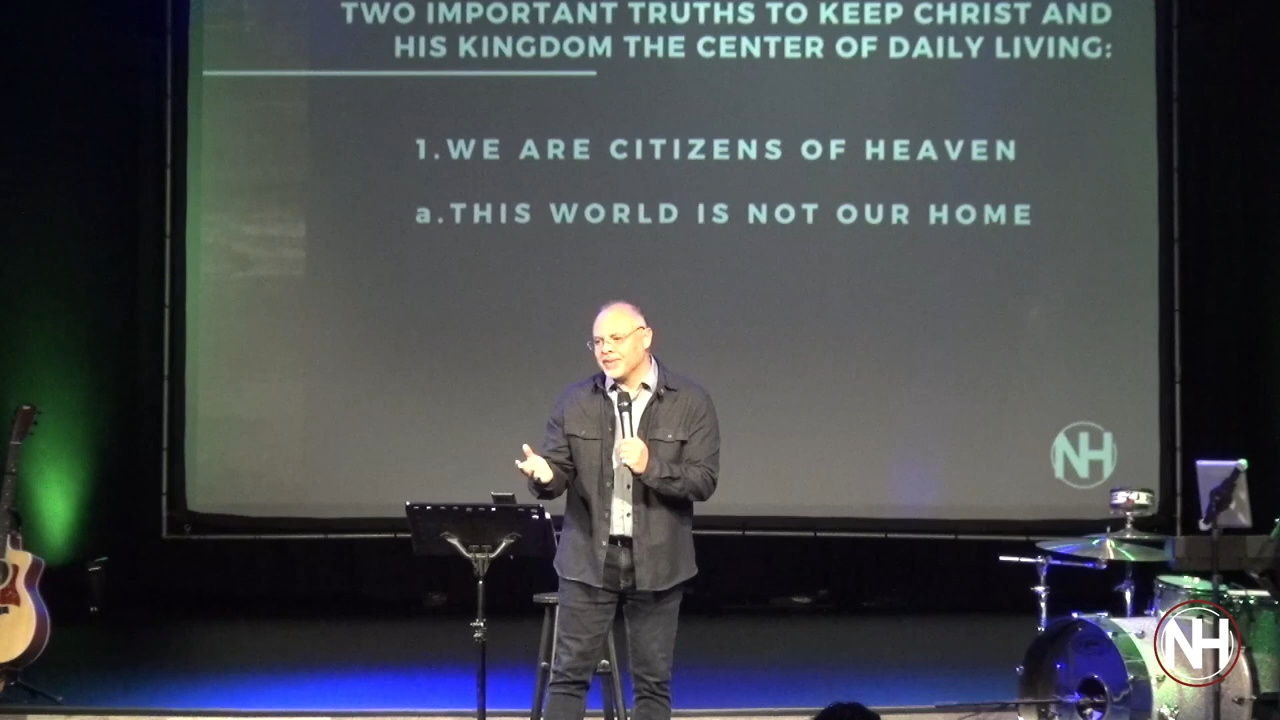 TWO IMPORTANT TRUTHS TO KEEP CHRIST AND
HIS KINGDOM THE CENTER OF DAILY LIVING:
1.WE ARE CITIZENS OF HEAVEN
a.THIS WORLD IS NOT OUR HOME
NH
NH